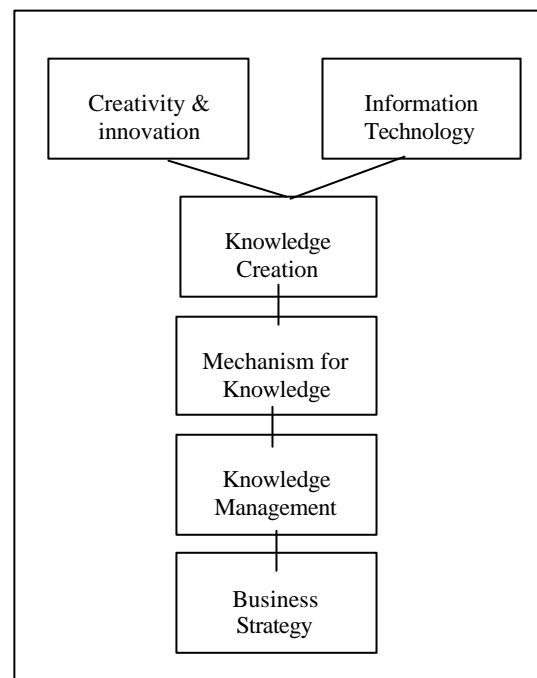 Creativity &
innovation
Information
Technology
Knowledge
Creation
Mechanism for
Knowledge
Knowledge
Management
Business
Strategy